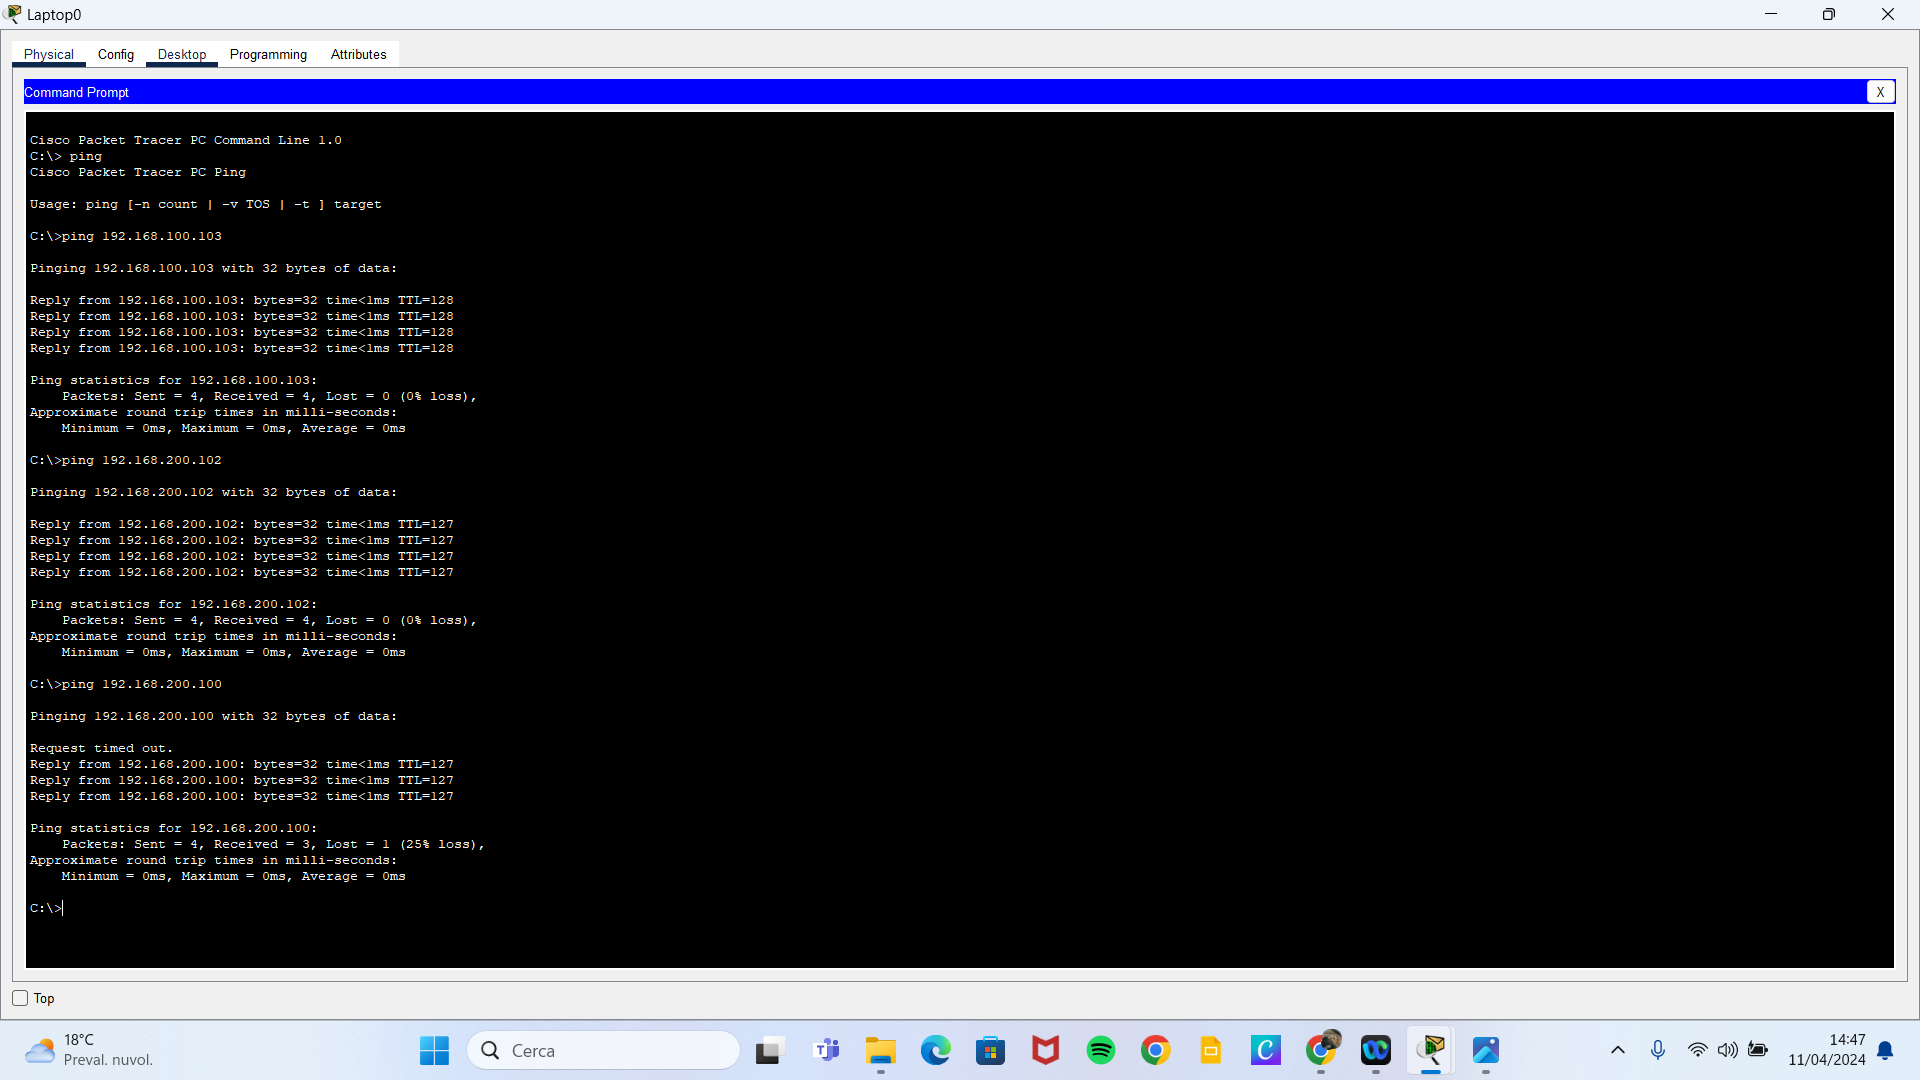 Laptop0
Physical Config Desktop Programming Attributes
Command Prompt
X
Cisco Packet Tracer PC Command Line 1.0
C:\> ping
Cisco Packet Tracer PC Ping
Usage: ping [-n count | -v TOS | -t ] target
C:\>ping 192.168.100.103
Pinging 192.168.100.103 with 32 bytes of data:
Reply from 192.168.100.103: bytes=32 time<1ms TTL=128
Reply from 192.168.100.103: bytes=32 time<1ms TTL=128
Reply from 192.168.100.103: bytes=32 time<1ms TTL=128
Reply from 192.168.100.103: bytes=32 time<1ms TTL=128
Ping statistics for 192.168.100.103:
Packets: Sent = 4, Received = 4, Lost = 0 (0% loss),
Approximate round trip times in milli-seconds:
Minimum = 0ms, Maximum = 0ms, Average = 0ms
C:\>ping 192.168.200.102
Pinging 192.168.200.102 with 32 bytes of data:
Reply from 192.168.200.102: bytes=32 time<1ms TTL=127
Reply from 192.168.200.102: bytes=32 time<1ms TTL=127
Reply from 192.168.200.102: bytes=32 time<1ms TTL=127
Reply from 192.168.200.102: bytes=32 time<1ms TTL=127
Ping statistics for 192.168.200.102:
Packets: Sent = 4, Received = 4, Lost = 0 (0% loss),
Approximate round trip times in milli-seconds:
Minimum = 0ms, Maximum = 0ms, Average = 0ms
C:\>ping 192.168.200.100
Pinging 192.168.200.100 with 32 bytes of data:
Request timed out.
Reply from 192.168.200.100: bytes=32 time<1ms TTL=127
Reply from 192.168.200.100: bytes=32 time<1ms TTL=127
Reply from 192.168.200.100: bytes=32 time<1ms TTL=127
Ping statistics for 192.168.200.100:
Packets: Sent = 4, Received = 3, Lost = 1 (25% loss),
Approximate round trip times in milli-seconds:
Minimum = 0ms, Maximum = 0ms, Average = 0ms
C:\>
Top
18°C
Preval. nuvol.
Cerca
14:47
11/04/2024